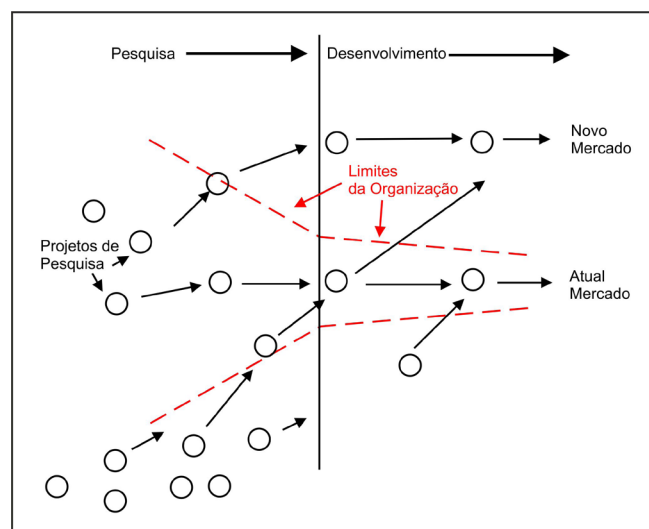 Pesquisa
Desenvolvimento
Novo
Mercado
Limites
da Organização
Projetos de
Pesquisa
Atual
Mercado